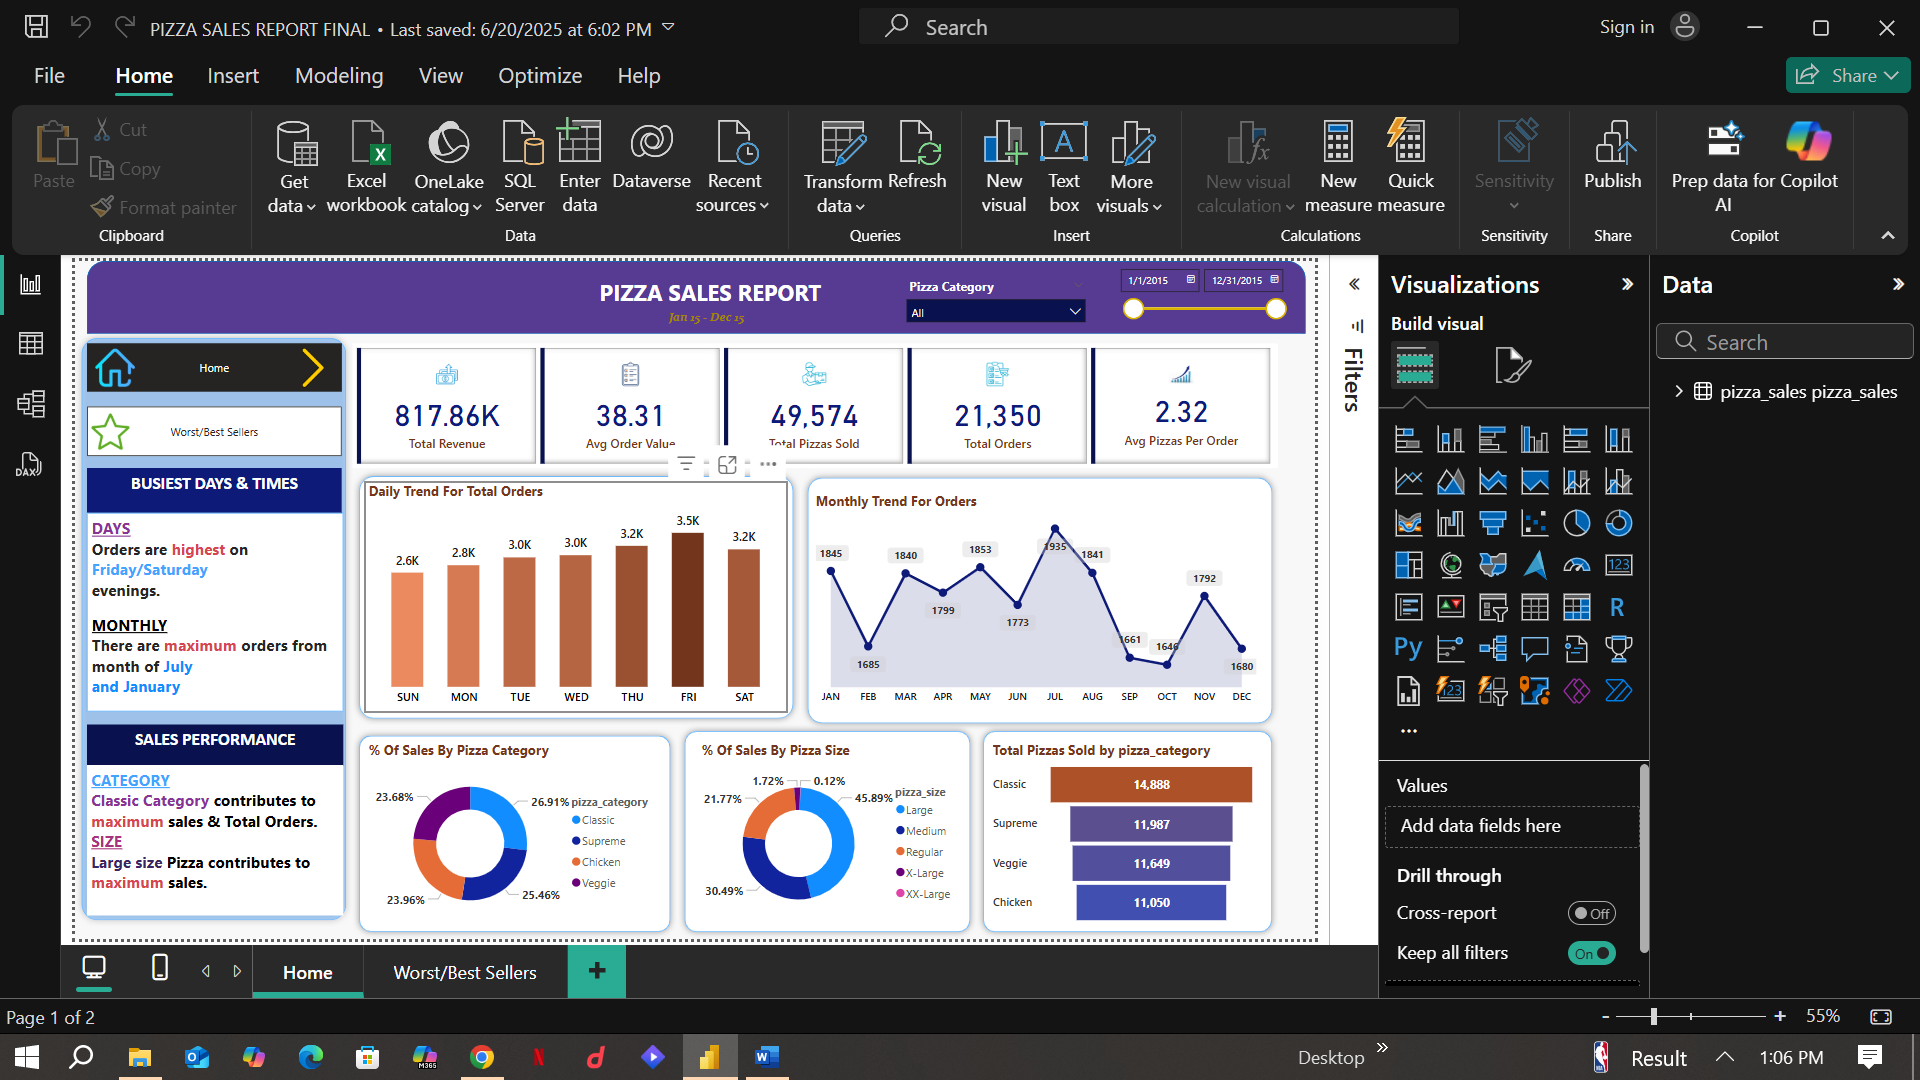 PIZZA SALES REPORT FINAL • Last saved: 6/20/2025 at 6:02 PM
Search
Sign in
File
Home
Insert
Modeling
View
Optimize
Help
Share
Paste
Cut
Copy
Format painter
Clipboard
Get data
Excel workbook
OneLake catalog
SQL Server
Enter data
Dataverse
Recent sources
Data
Transform data
Refresh
Queries
New visual
Text box
More visuals
Insert
New visual calculation
New measure
Quick measure
Calculations
Sensitivity
Sensitivity
Publish
Share
Prep data for AI
Copilot
Copilot
PIZZA SALES REPORT
Jan 15 - Dec 15
Pizza Category
All
1/1/2015
12/31/2015
Home
Worst/Best Sellers
BUSIEST DAYS & TIMES
DAYS
Orders are highest on
Friday/Saturday
evenings.
MONTHLY
There are maximum orders from
month of July
and January
SALES PERFORMANCE
CATEGORY
Classic Category contributes to
maximum sales & Total Orders.
SIZE
Large size Pizza contributes to
maximum sales.
817.86K
Total Revenue
38.31
Avg Order Value
49,574
Total Pizzas Sold
21,350
Total Orders
2.32
Avg Pizzas Per Order
Daily Trend For Total Orders
2.6K
2.8K
3.0K
3.0K
3.2K
3.5K
3.2K
SUN MON TUE WED THU FRI SAT
Monthly Trend For Orders
1845
1685
1840
1799
1853
1773
1935
1841
1661
1646
1792
1680
JAN FEB MAR APR MAY JUN JUL AUG SEP OCT NOV DEC
% Of Sales By Pizza Category
23.68%
26.91%
23.96%
25.46%
pizza_category
Classic
Supreme
Chicken
Veggie
% Of Sales By Pizza Size
1.72%
0.12%
21.77%
45.89%
30.49%
pizza_size
Large
Medium
Regular
X-Large
XX-Large
Total Pizzas Sold by pizza_category
Classic 14,888
Supreme 11,987
Veggie 11,649
Chicken 11,050
Filters
Visualizations
Build visual
123
R
Py
123
Values
Add data fields here
Drill through
Cross-report
Off
Keep all filters
On
Data
Search
pizza_sales pizza_sales
DAX
Home
Worst/Best Sellers
Page 1 of 2
- + 55%
M365
Desktop
Result
1:06 PM